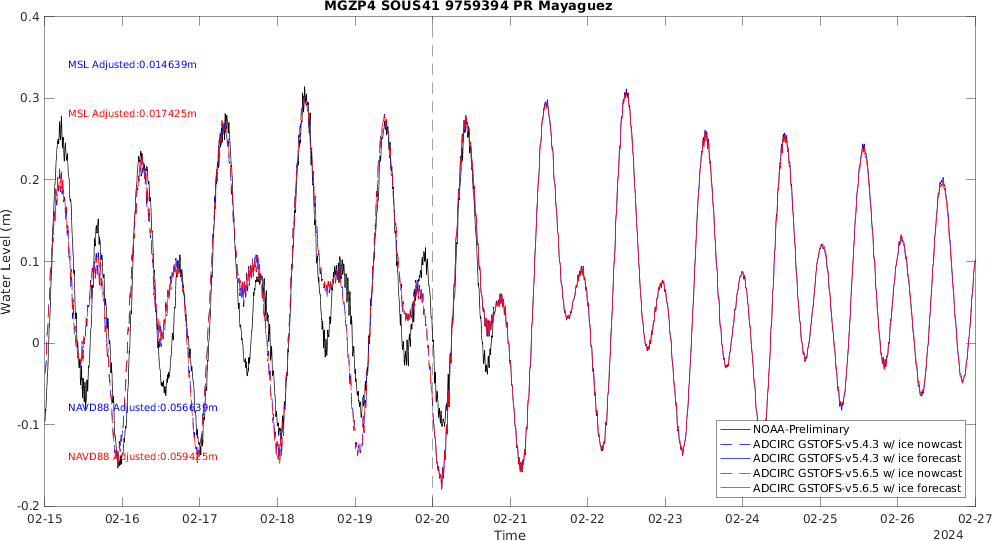 MGZP4 SOUS41 9759394 PR Mayaguez
0.4
0.3
0.2
0.1
0
-0.1
-0.2
Water Level (m)
MSL Adjusted:0.014639m
MSL Adjusted:0.017425m
NAVD88 Adjusted:0.056639m
NAVD88 Adjusted:0.059425m
NOAA-Preliminary
ADCIRC GSTOFS-v5.4.3 w/ ice nowcast
ADCIRC GSTOFS-v5.4.3 w/ ice forecast
ADCIRC GSTOFS-v5.6.5 w/ ice nowcast
ADCIRC GSTOFS-v5.6.5 w/ ice forecast
02-15 02-16 02-17 02-18 02-19 02-20 02-21 02-22 02-23 02-24 02-25 02-26 02-27
Time
2024